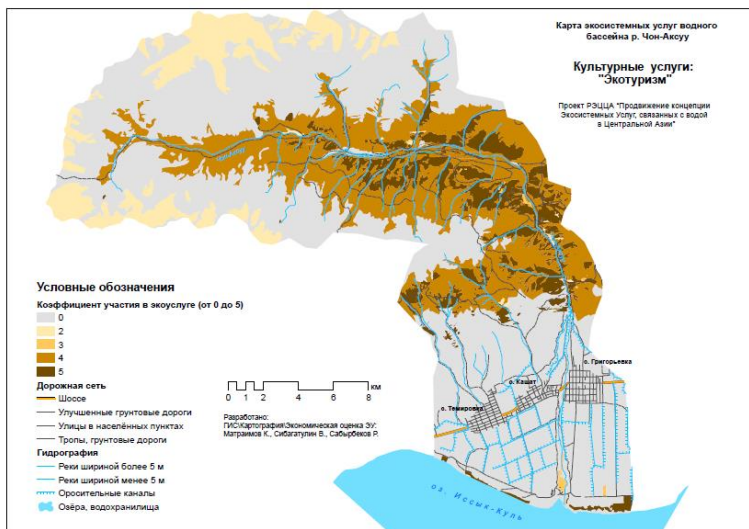 Карта экосистемных услуг водного
бассейна р. Чон-Аксуу
Культурные услуги:
"Экотуризм"
Проект РЭЦЦА "Продвижение концепции
Экосистемных Услуг, связанных с водой
в Центральной Азии"
Условные обозначения
Коэффициент участия в экоуслуге (от 0 до 5)
0
2
3
4
5
Дорожная сеть
Шоссе
Улучшенные грунтовые дороги
Улицы в населённых пунктах
Тропы, грунтовые дороги
Гидрография
Реки шириной более 5 м
Реки шириной менее 5 м
Оросительные каналы
Озёра, водохранилища
0 1 2 4 6 8
км
Разработано:
ГИС\Картография\Экономическая оценка ЭУ:
Матраимов К., Сибагатулин В., Сабырбеков Р.
с. Григорьевка
с. Кашат
с. Темировка
оз. Иссык-Куль